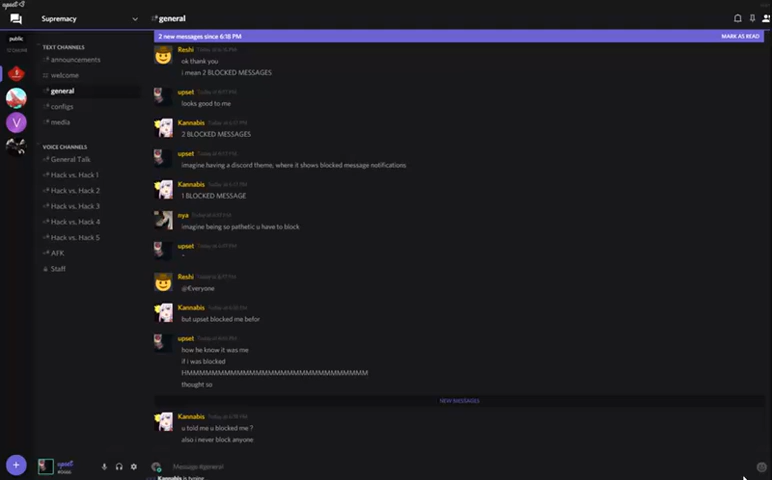 upset<3
Supremacy
general
public
2 new messages since 6:18 PM
MARK AS READ
TEXT CHANNELS
announcements
welcome
general
configs
media
VOICE CHANNELS
General Talk
Hack vs. Hack 1
Hack vs. Hack 2
Hack vs. Hack 3
Hack vs. Hack 4
Hack vs. Hack 5
AFK
Staff
Reshi
ok thank you
i mean 2 BLOCKED MESSAGES
upset
looks good to me
Kannabis
2 BLOCKED MESSAGES
upset
imagine having a discord theme, where it shows blocked message notifications
Kannabis
1 BLOCKED MESSAGE
nya
imagine being so pathetic u have to block
upset
Reshi
Kannabis
but upset blocked me befor
upset
how he know it was me
if i was blocked
thought so
NEW MESSAGES
Kannabis
u told me u blocked me ?
also i never block anyone
upset
Message #general
Kannabis is typing